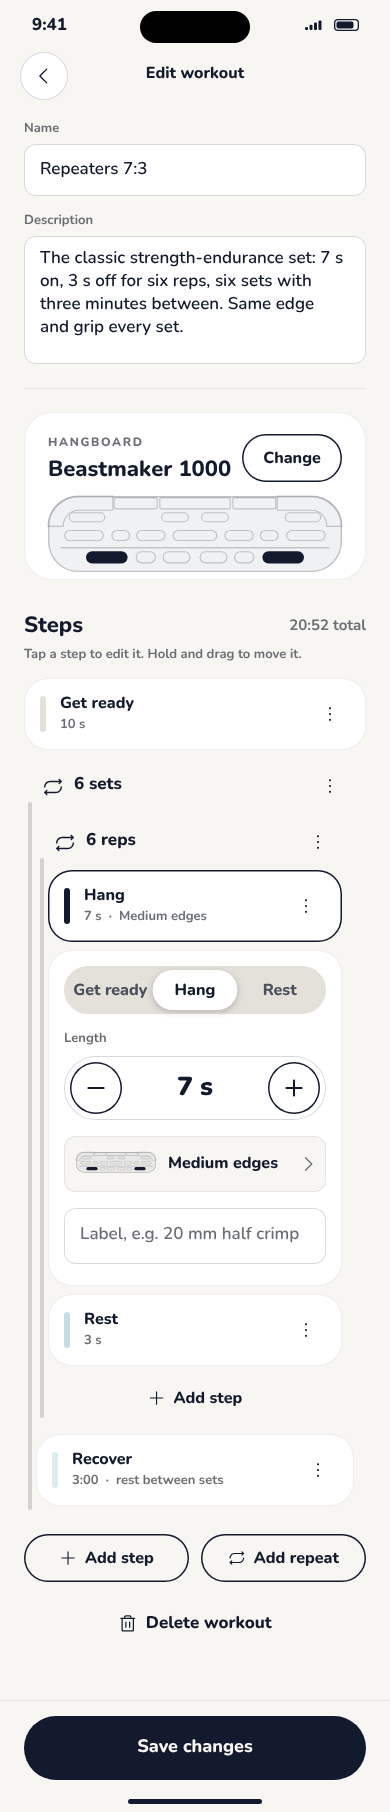 9:41
Edit workout
Name
Repeaters 7:3
Description
The classic strength-endurance set: 7 s
on, 3 s off for six reps, six sets with
three minutes between. Same edge
and grip every set.
HANGBOARD
Beastmaker 1000
Change
Steps
20:52 total
Tap a step to edit it. Hold and drag to move it.
Get ready
10 s
6 sets
6 reps
Hang
7 s · Medium edges
Get ready
Hang
Rest
Length
7 s
Medium edges
Label, e.g. 20 mm half crimp
Rest
3 s
Add step
Recover
3:00 · rest between sets
Add step
Add repeat
Delete workout
Save changes